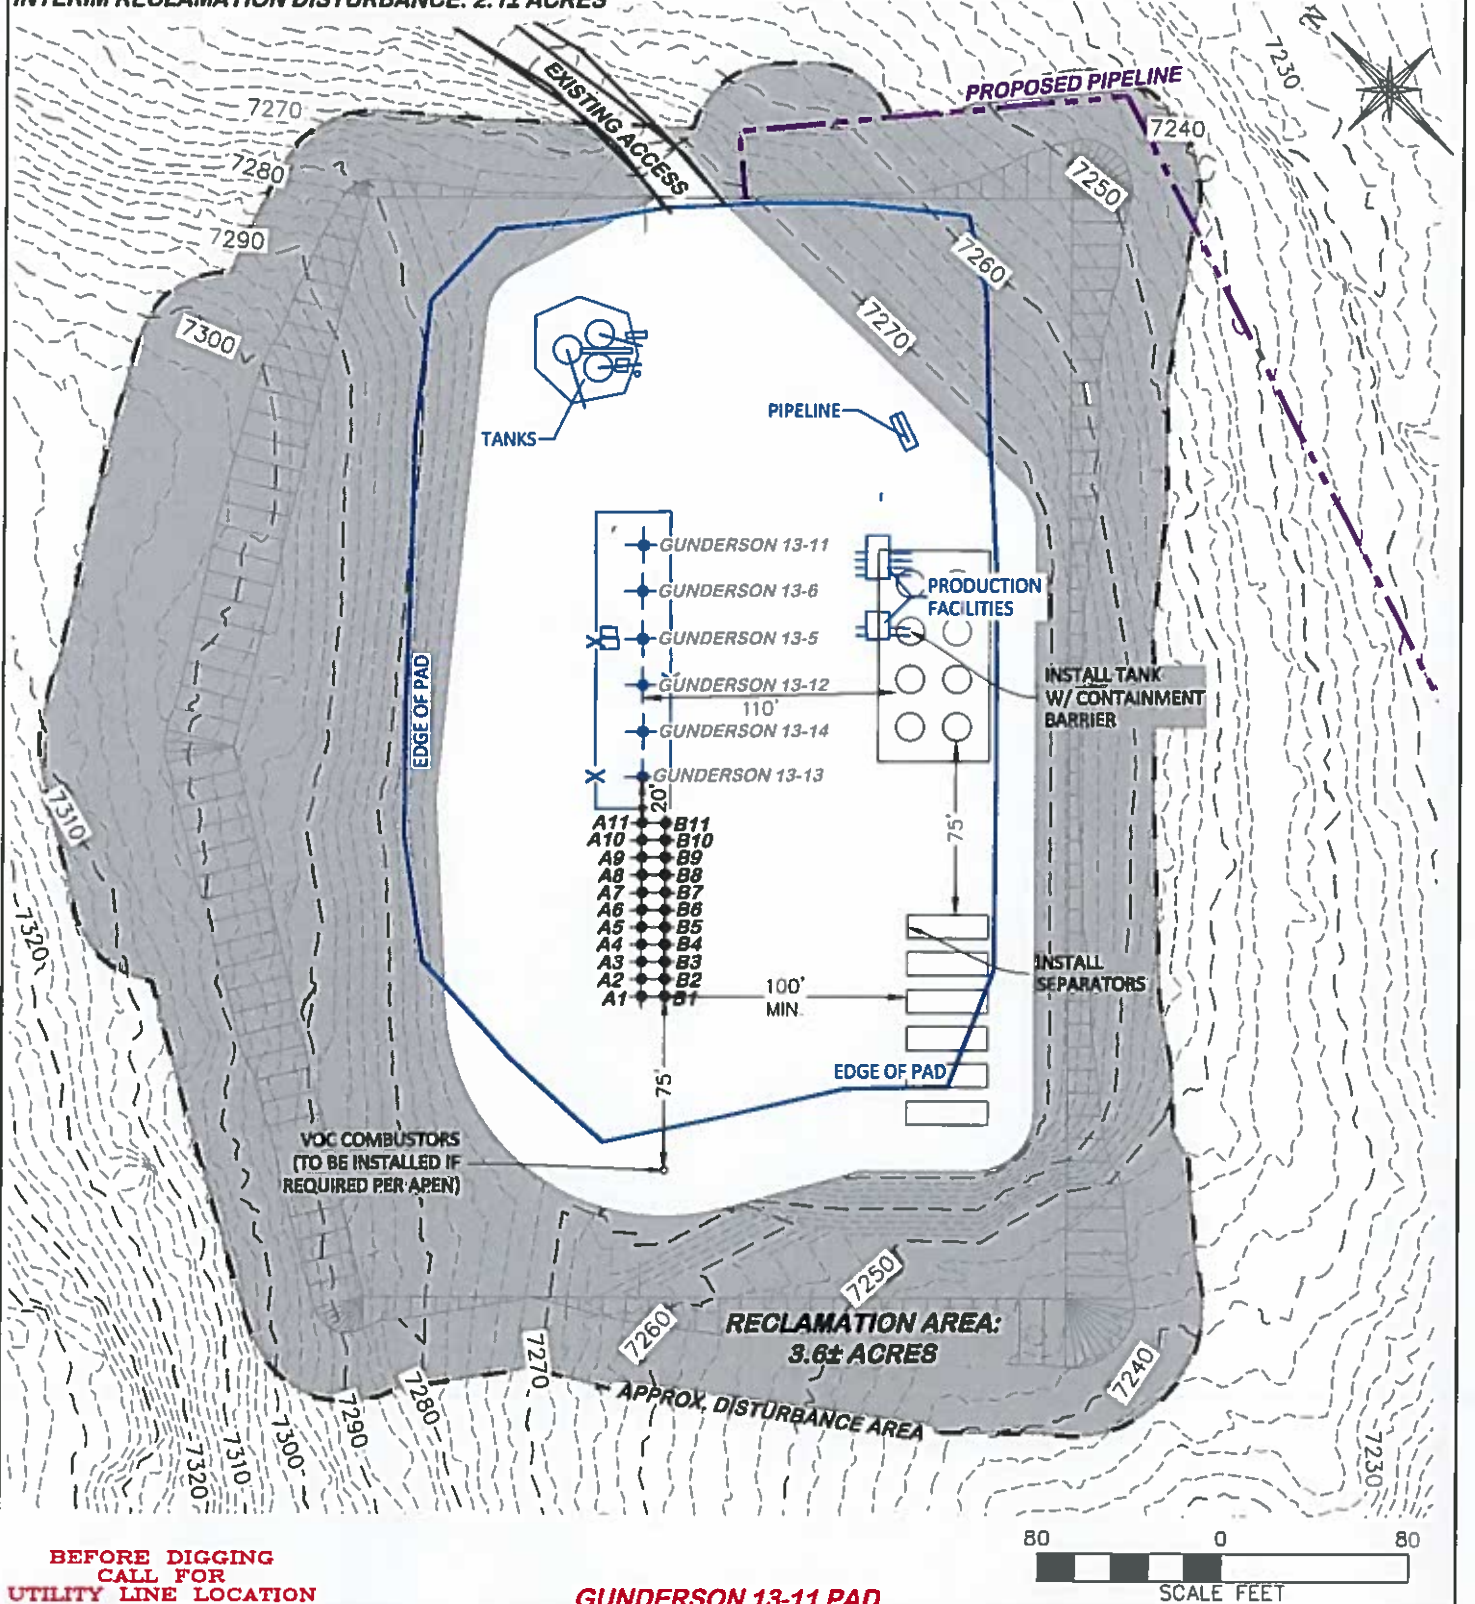 INTERIM RECLAMATION DISTURBANCE: 2.1± ACRES
N
7230
PROPOSED PIPELINE
EXISTING ACCESS
7270
7240
7280
7250
7290
7260
7300
7270
PIPELINE
TANKS
GUNDERSON 13-11
GUNDERSON 13-6
PRODUCTION
FACILITIES
GUNDERSON 13-5
GUNDERSON 13-12
110'
INSTALL TANK
W/ CONTAINMENT
BARRIER
EDGE OF PAD
GUNDERSON 13-14
GUNDERSON 13-13
20'
7310
A11 B11
A10 B10
A9 B9
A8 B8
A7 B7
A6 B6
A5 B5
A4 B4
A3 B3
A2 B2
A1 B1
75'
7320
100'
MIN.
INSTALL
SEPARATORS
75'
EDGE OF PAD
VOC COMBUSTORS
(TO BE INSTALLED IF
REQUIRED PER APEN)
7250
7260
RECLAMATION AREA:
3.6± ACRES
7240
7270
7280
7290
APPROX. DISTURBANCE AREA
7300
7310
7320
7230
80 0 80
SCALE FEET
BEFORE DIGGING
CALL FOR
UTILITY LINE LOCATION
GUNDERSON 13-11 PAD